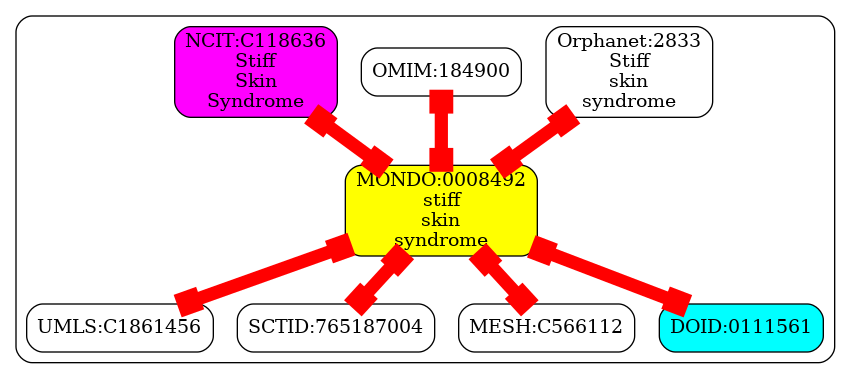 NCIT:C118636
Stiff
Skin
Syndrome
OMIM:184900
Orphanet:2833
Stiff
skin
syndrome
MONDO:0008492
stiff
skin
syndrome
UMLS:C1861456
SCTID:765187004
MESH:C566112
DOID:0111561